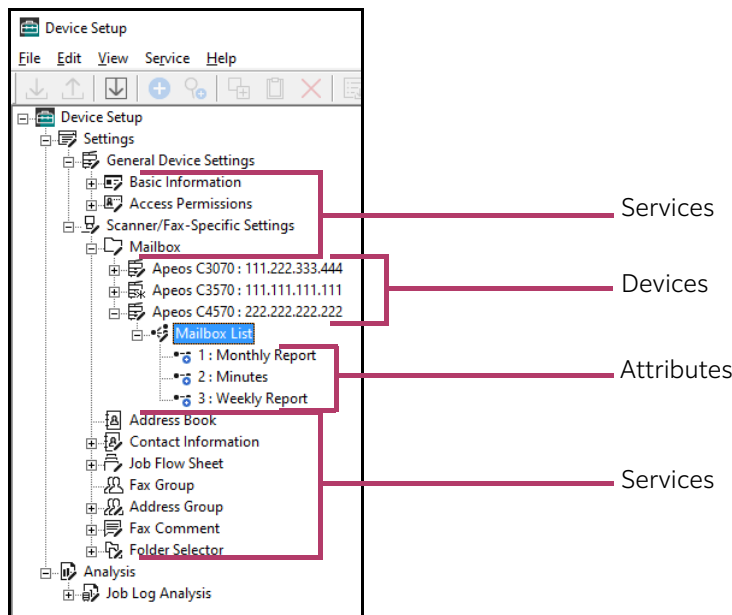 Device Setup
File Edit View Service Help
Device Setup
Settings
General Device Settings
Basic Information
Access Permissions
Scanner/Fax-Specific Settings
Mailbox
Apeos C3070 : 111.222.333.444
Apeos C3570 : 111.111.111.111
Apeos C4570 : 222.222.222.222
Mailbox List
1 : Monthly Report
2 : Minutes
3 : Weekly Report
Address Book
Contact Information
Job Flow Sheet
Fax Group
Address Group
Fax Comment
Folder Selector
Analysis
Job Log Analysis
Services
Devices
Attributes
Services